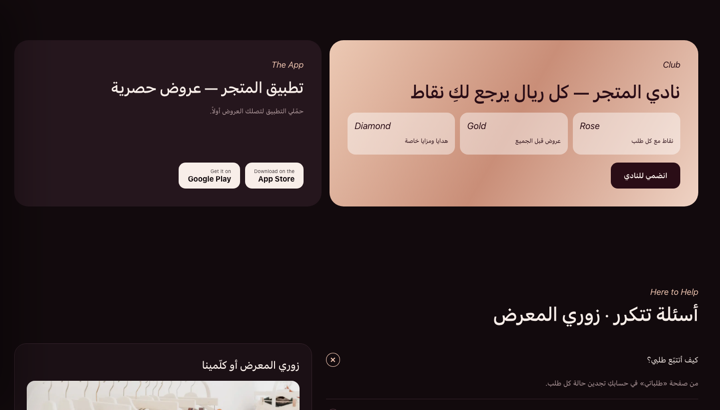 Club
نادي المتجر — كل ريال يرجع لكِ نقاط
Rose
نقاط مع كل طلب
Gold
عروض قبل الجميع
Diamond
هدايا ومزايا خاصة
انضمي للنادي
The App
تطبيق المتجر — عروض حصرية
حمّلي التطبيق لتصلك العروض أولاً.
Download on the
App Store
Get it on
Google Play
Here to Help
أسئلة تتكرر · زوري المعرض
كيف أتتبّع طلبي؟
من صفحة «طلباتي» في حسابكِ تجدين حالة كل طلب.
زوري المعرض أو كلّمينا